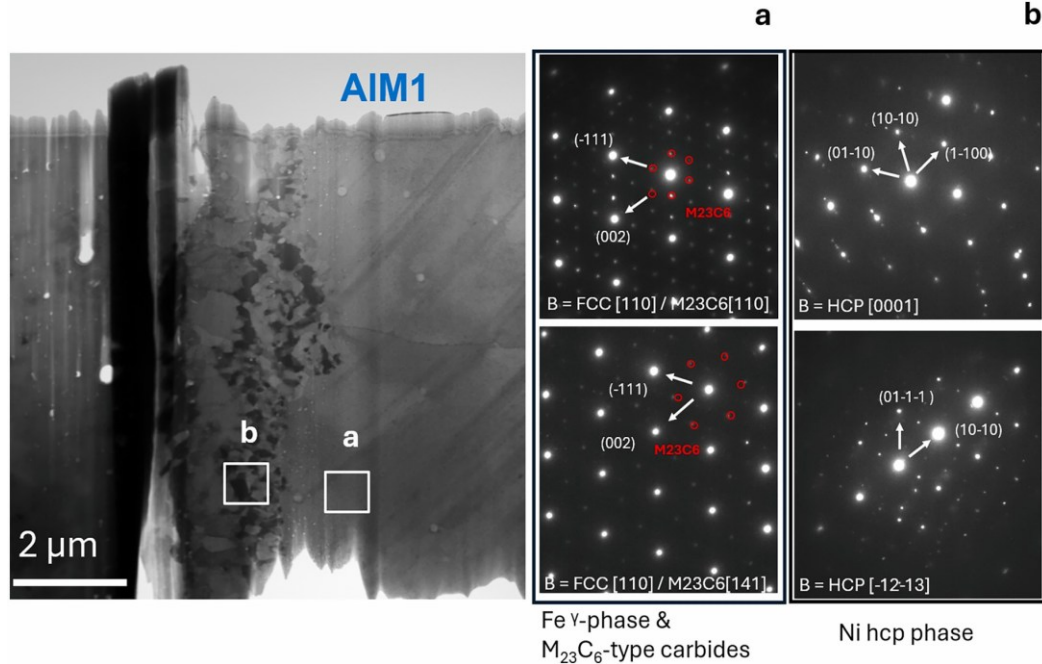 a
b
AIM1
b
a
2 μm
(-111)
(002)
M23C6
B = FCC [110] / M23C6[110]
(10-10)
(01-10)
(1-100)
B = HCP [0001]
(-111)
(002)
M23C6
B = FCC [110] / M23C6[141]
(01-1-1 )
(10-10)
B = HCP [-12-13]
Fe γ-phase &
M₂₃C₆-type carbides
Ni hcp phase